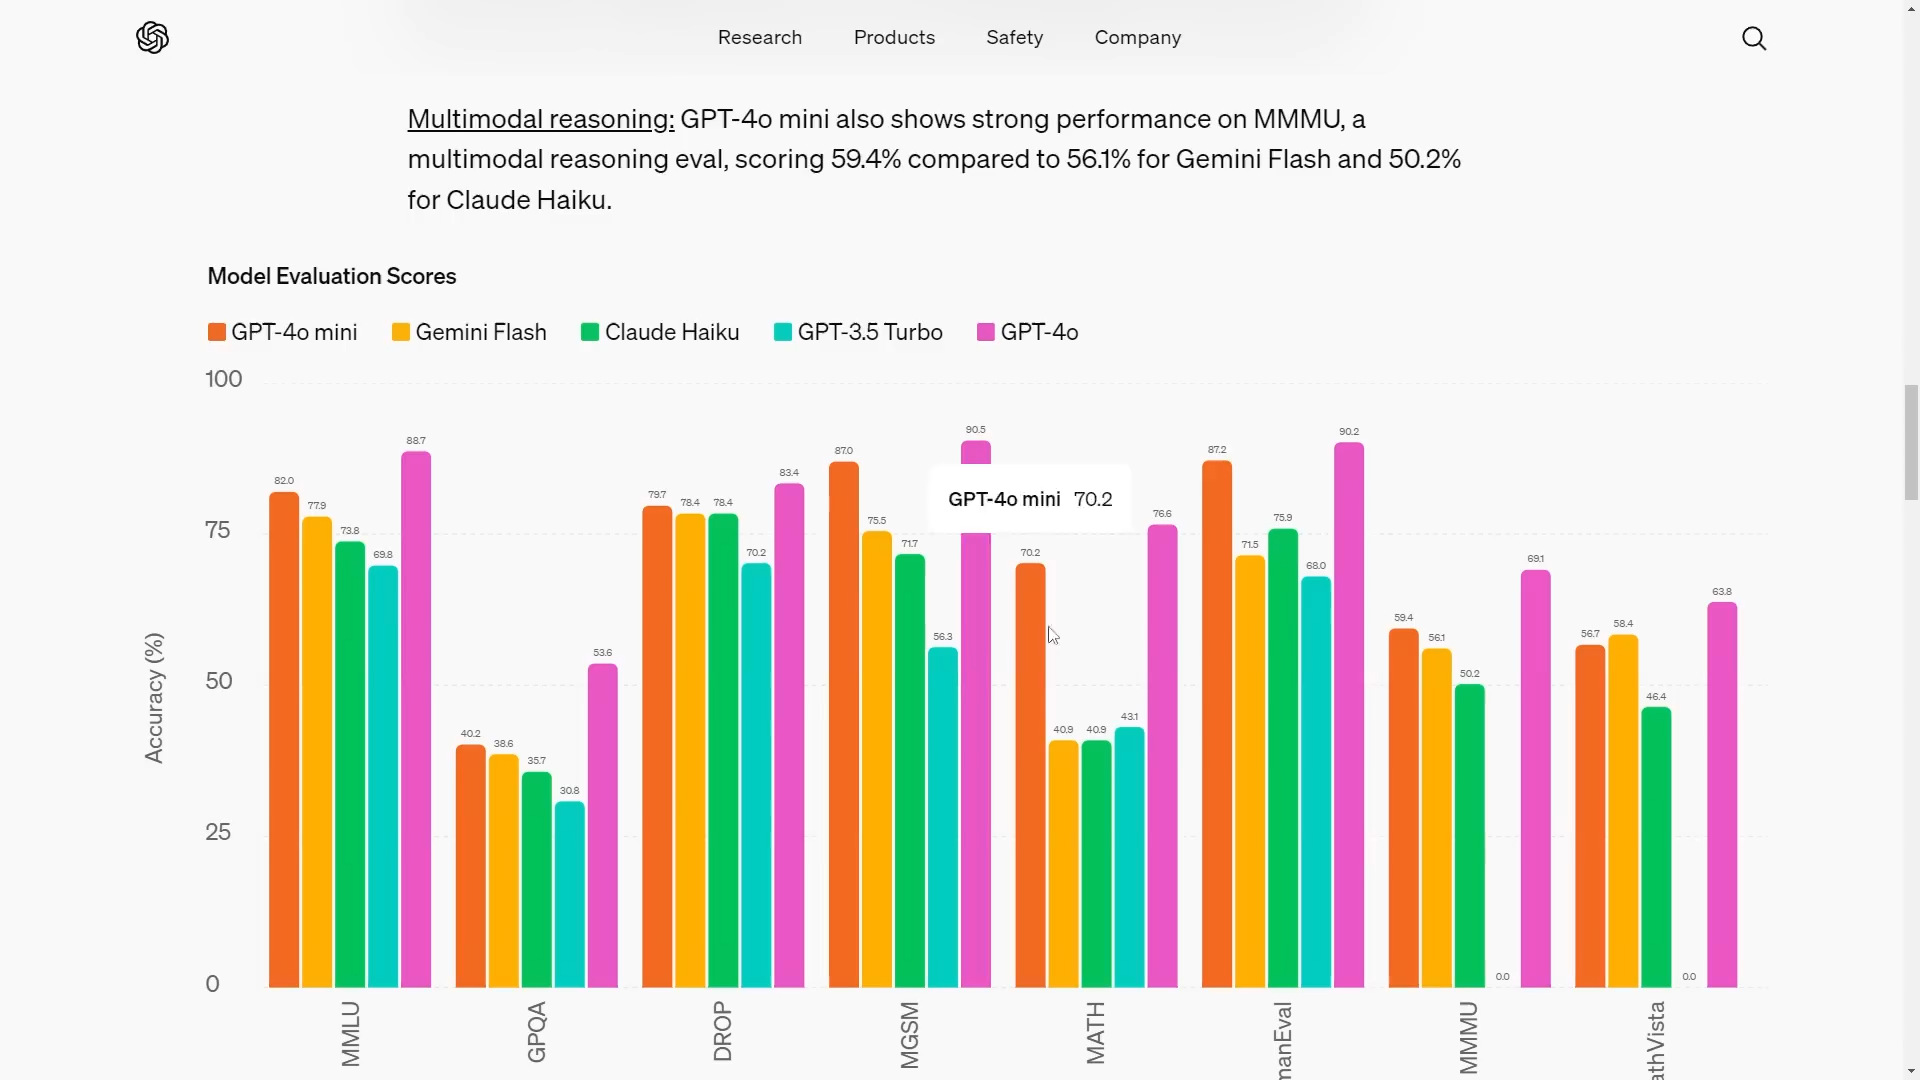 Research Products Safety Company
Multimodal reasoning: GPT-4o mini also shows strong performance on MMMU, a
multimodal reasoning eval, scoring 59.4% compared to 56.1% for Gemini Flash and 50.2%
for Claude Haiku.
Model Evaluation Scores
GPT-4o mini Gemini Flash Claude Haiku GPT-3.5 Turbo GPT-4o
Accuracy (%)
100
75
50
25
0
82.0 77.9 73.8 69.8 88.7
40.2 38.6 35.7 30.8 53.6
79.7 78.4 78.4 70.2 83.4
87.0 75.5 71.7 56.3 90.5
GPT-4o mini 70.2
70.2 40.9 40.9 43.1 76.6
87.2 71.5 75.9 68.0 90.2
59.4 56.1 50.2 0.0 69.1
56.7 58.4 46.4 0.0 63.8
MMLU
GPQA
DROP
MGSM
MATH
manEval
MMMU
athVista